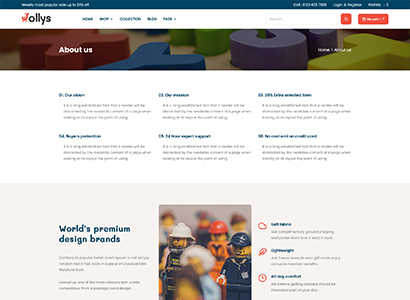 Weekly most popular sale up to 20% off
Call: 0123 403 7890 Login & Register Wishlist - 0
Jollys
HOME SHOP COLLECTION BLOG PAGE
Search...
My cart - 7
About us
Home | About us
01. Our vision
It is a long established fact that a reader will be
distracted by the readable content of a page when
looking at its layout the point of using.
02. Our mission
It is a long established fact that a reader will be
distracted by the readable content of a page when
looking at its layout the point of using.
03. 20% Extra selected item
It is a long established fact that a reader will be
distracted by the readable content of a page when
looking at its layout the point of using.
04. Buyers protection
It is a long established fact that a reader will be
distracted by the readable content of a page when
looking at its layout the point of using.
05. 24 Hour expert support
It is a long established fact that a reader will be
distracted by the readable content of a page when
looking at its layout the point of using.
06. No cost emi on credit card
It is a long established fact that a reader will be
distracted by the readable content of a page when
looking at its layout the point of using.
World's premium
design brands
Contrary to popular belief, lorem ipsum is not simply
random text it has roots in a piece of classical latin
literature from.
Looked up one of the more obscure latin words
consectetur, from a passage word design.
Soft fabric
Get complimentary ground shipping
every order don't love it send it back.
Lightweight
Join Treezy rewards earn gift cards enjoy
exclusive member benefits.
All day comfort
We believe getting dressed should be
the easiest part of your day.